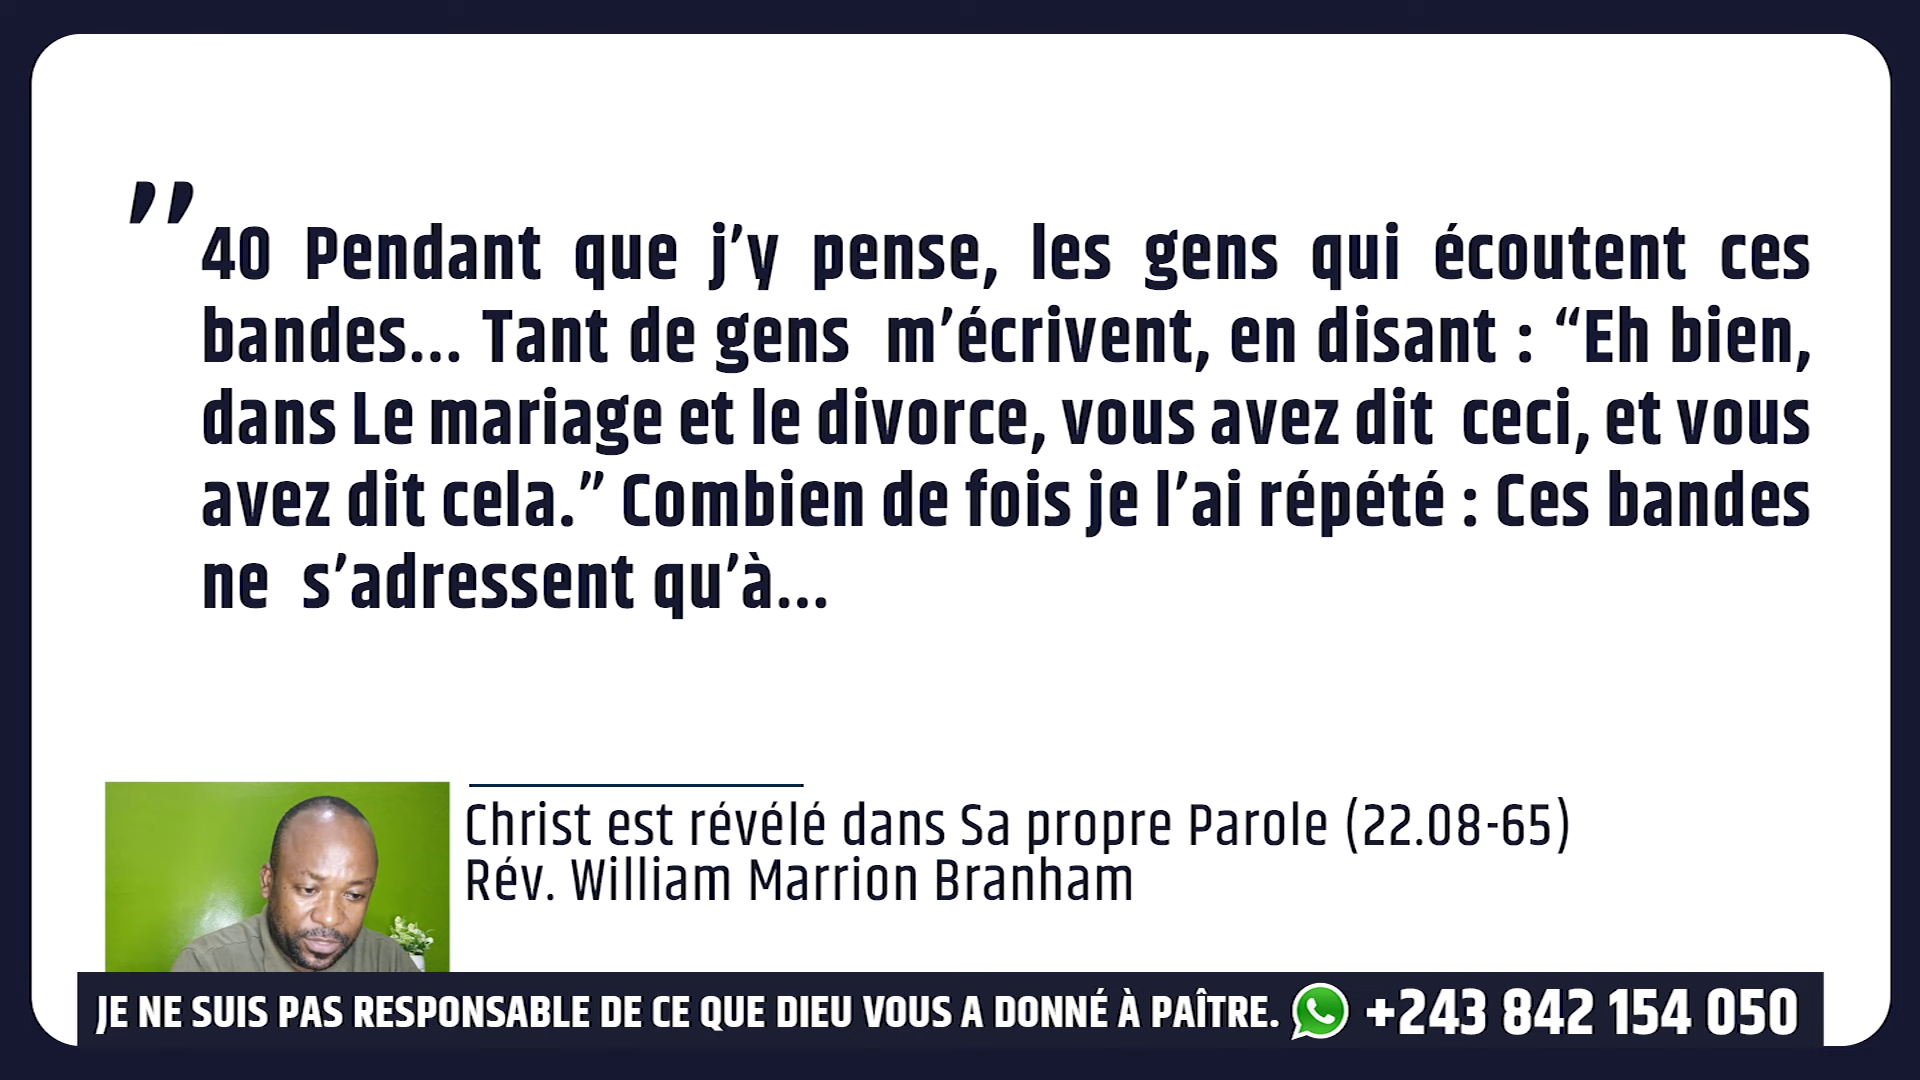 ”
40 Pendant que j’y pense, les gens qui écoutent ces
bandes... Tant de gens m’écrivent, en disant : “Eh bien,
dans Le mariage et le divorce, vous avez dit ceci, et vous
avez dit cela.” Combien de fois je l’ai répété : Ces bandes
ne s’adressent qu’à...
Christ est révélé dans Sa propre Parole (22.08-65)
Rév. William Marrion Branham
JE NE SUIS PAS RESPONSABLE DE CE QUE DIEU VOUS A DONNÉ À PAÎTRE. +243 842 154 050